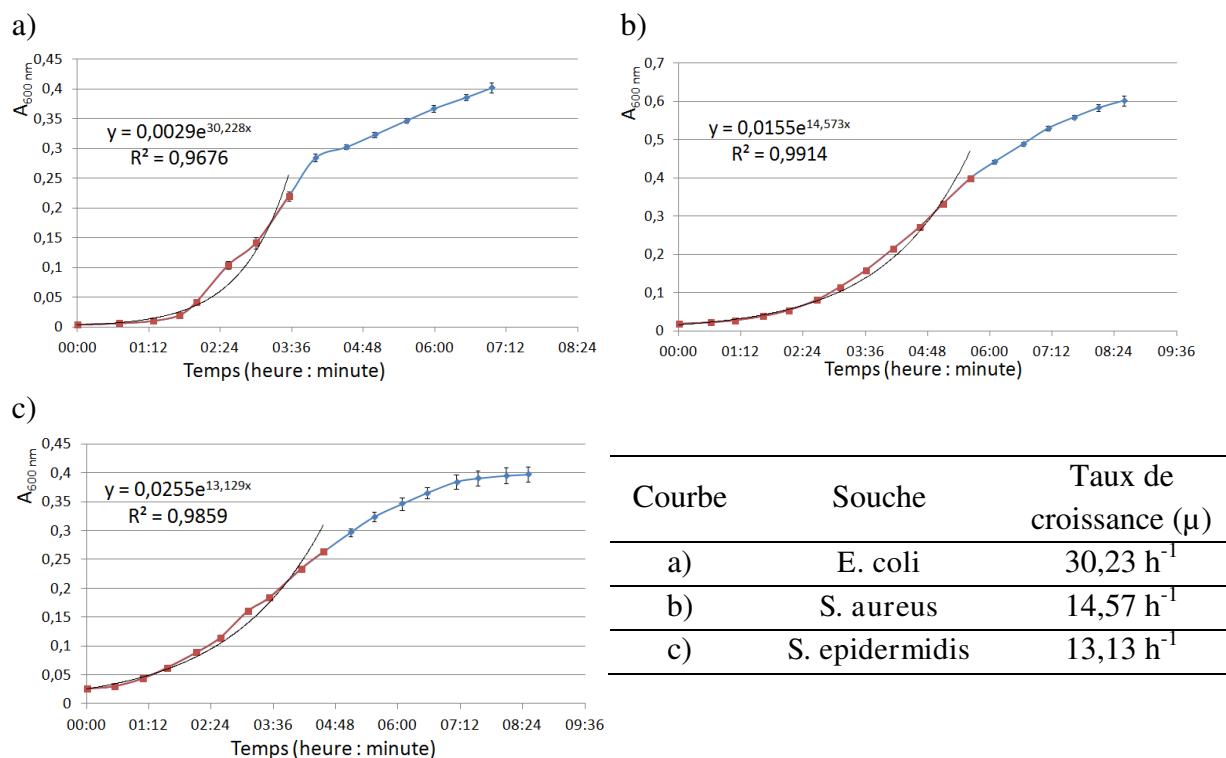 a)
A600 nm
0,45
0,4
0,35
0,3
0,25
0,2
0,15
0,1
0,05
0
y = 0,0029e^30,228x
R² = 0,9676
00:00 01:12 02:24 03:36 04:48 06:00 07:12 08:24
Temps (heure : minute)
b)
A600 nm
0,7
0,6
0,5
0,4
0,3
0,2
0,1
0
y = 0,0155e^14,573x
R² = 0,9914
00:00 01:12 02:24 03:36 04:48 06:00 07:12 08:24 09:36
Temps (heure : minute)
c)
A600 nm
0,45
0,4
0,35
0,3
0,25
0,2
0,15
0,1
0,05
0
y = 0,0255e^13,129x
R² = 0,9859
00:00 01:12 02:24 03:36 04:48 06:00 07:12 08:24 09:36
Temps (heure : minute)
Courbe Souche Taux de
croissance (µ)
a) E. coli 30,23 h⁻¹
b) S. aureus 14,57 h⁻¹
c) S. epidermidis 13,13 h⁻¹